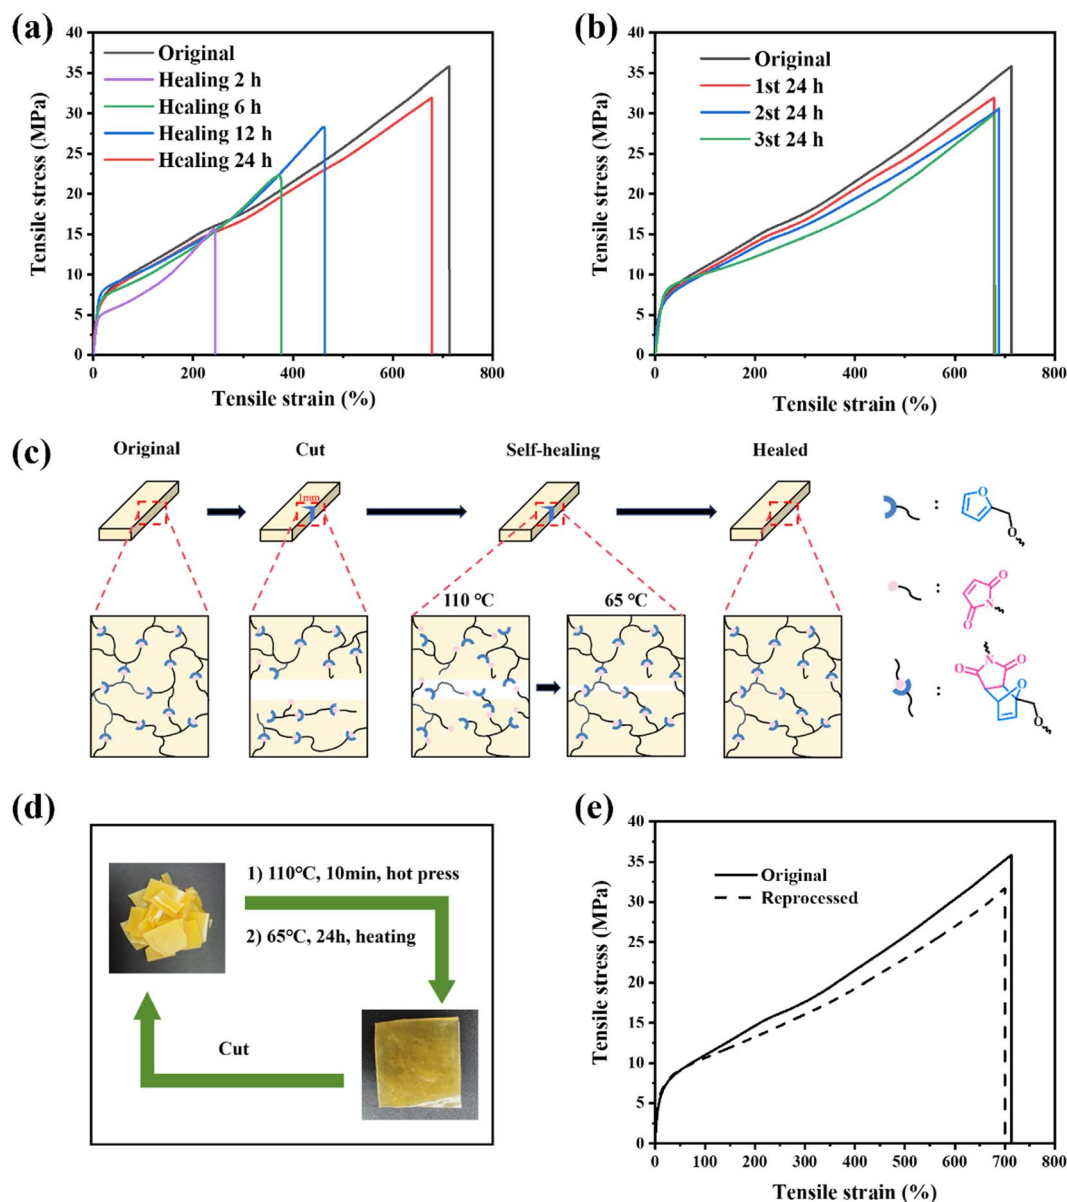 (a)
40
35
30
25
20
15
10
5
0
Tensile stress (MPa)
Original
Healing 2 h
Hcaling 6 h
Healing 12 h
Hcaling 24 h
0 200 400 600 800
Tensile strain (%)
(b)
40
35
30
25
20
15
10
5
0
Tensile stress (MPa)
Original
1st 24 h
2st 24 h
3st 24 h
0 200 400 600 800
Tensile strain (%)
(c)
Original Cut Self-healing Healed
1mm
110 °C 65 °C
:
O
O
:
O
N
O
:
N
O O
O
O
(d)
1) 110°C, 10min, hot press
2) 65°C, 24h, heating
Cut
(e)
40
35
30
25
20
15
10
5
0
Tensile stress (MPa)
Original
Reprocessed
0 100 200 300 400 500 600 700 800
Tensile strain (%)